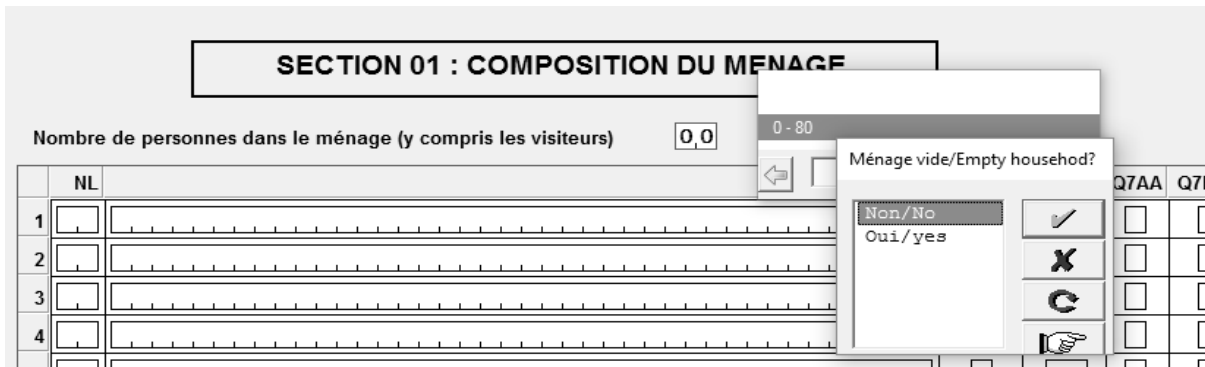 SECTION 01 : COMPOSITION DU MENAGE
Nombre de personnes dans le ménage (y compris les visiteurs) 0,0
0 - 80
Ménage vide/Empty househod?
NL
Q7AA
1
Non/No
Oui/yes
2
3
4